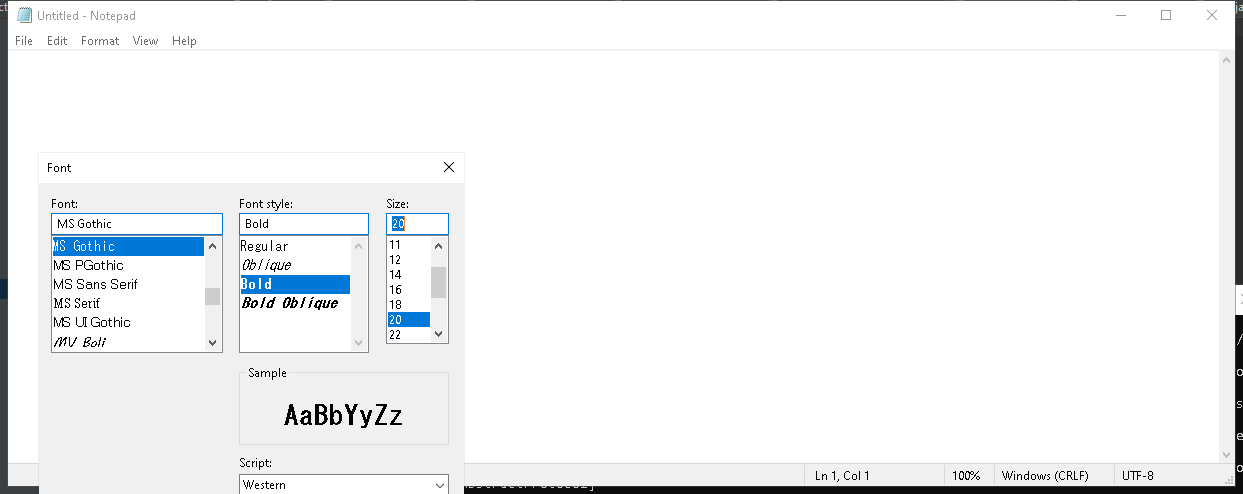 Untitled - Notepad
File Edit Format View Help
Font
Font: Font style: Size:
MS Gothic Bold 20
MS Gothic Regular 11
MS PGothic Oblique 12
MS Sans Serif Bold 14
MS Serif Bold Oblique 16
MS UI Gothic 18
MV Boli 20
22
Sample
AaBbYyZz
Script:
Western
Ln 1, Col 1 100% Windows (CRLF) UTF-8